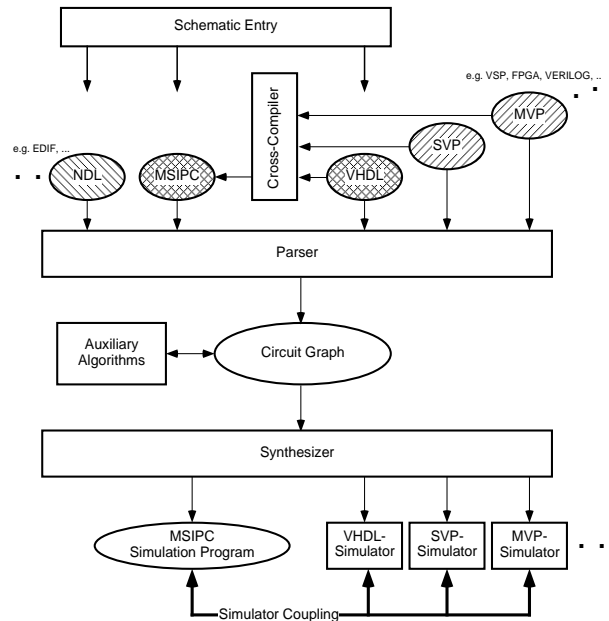 Schematic Entry
e.g. VSP, FPGA, VERILOG, ..
MVP
Cross-Compiler
SVP
e.g. EDIF, ...
NDL
MSIPC
VHDL
Parser
Auxiliary
Algorithms
Circuit Graph
Synthesizer
MSIPC
Simulation Program
VHDL-
Simulator
SVP-
Simulator
MVP-
Simulator
Simulator Coupling